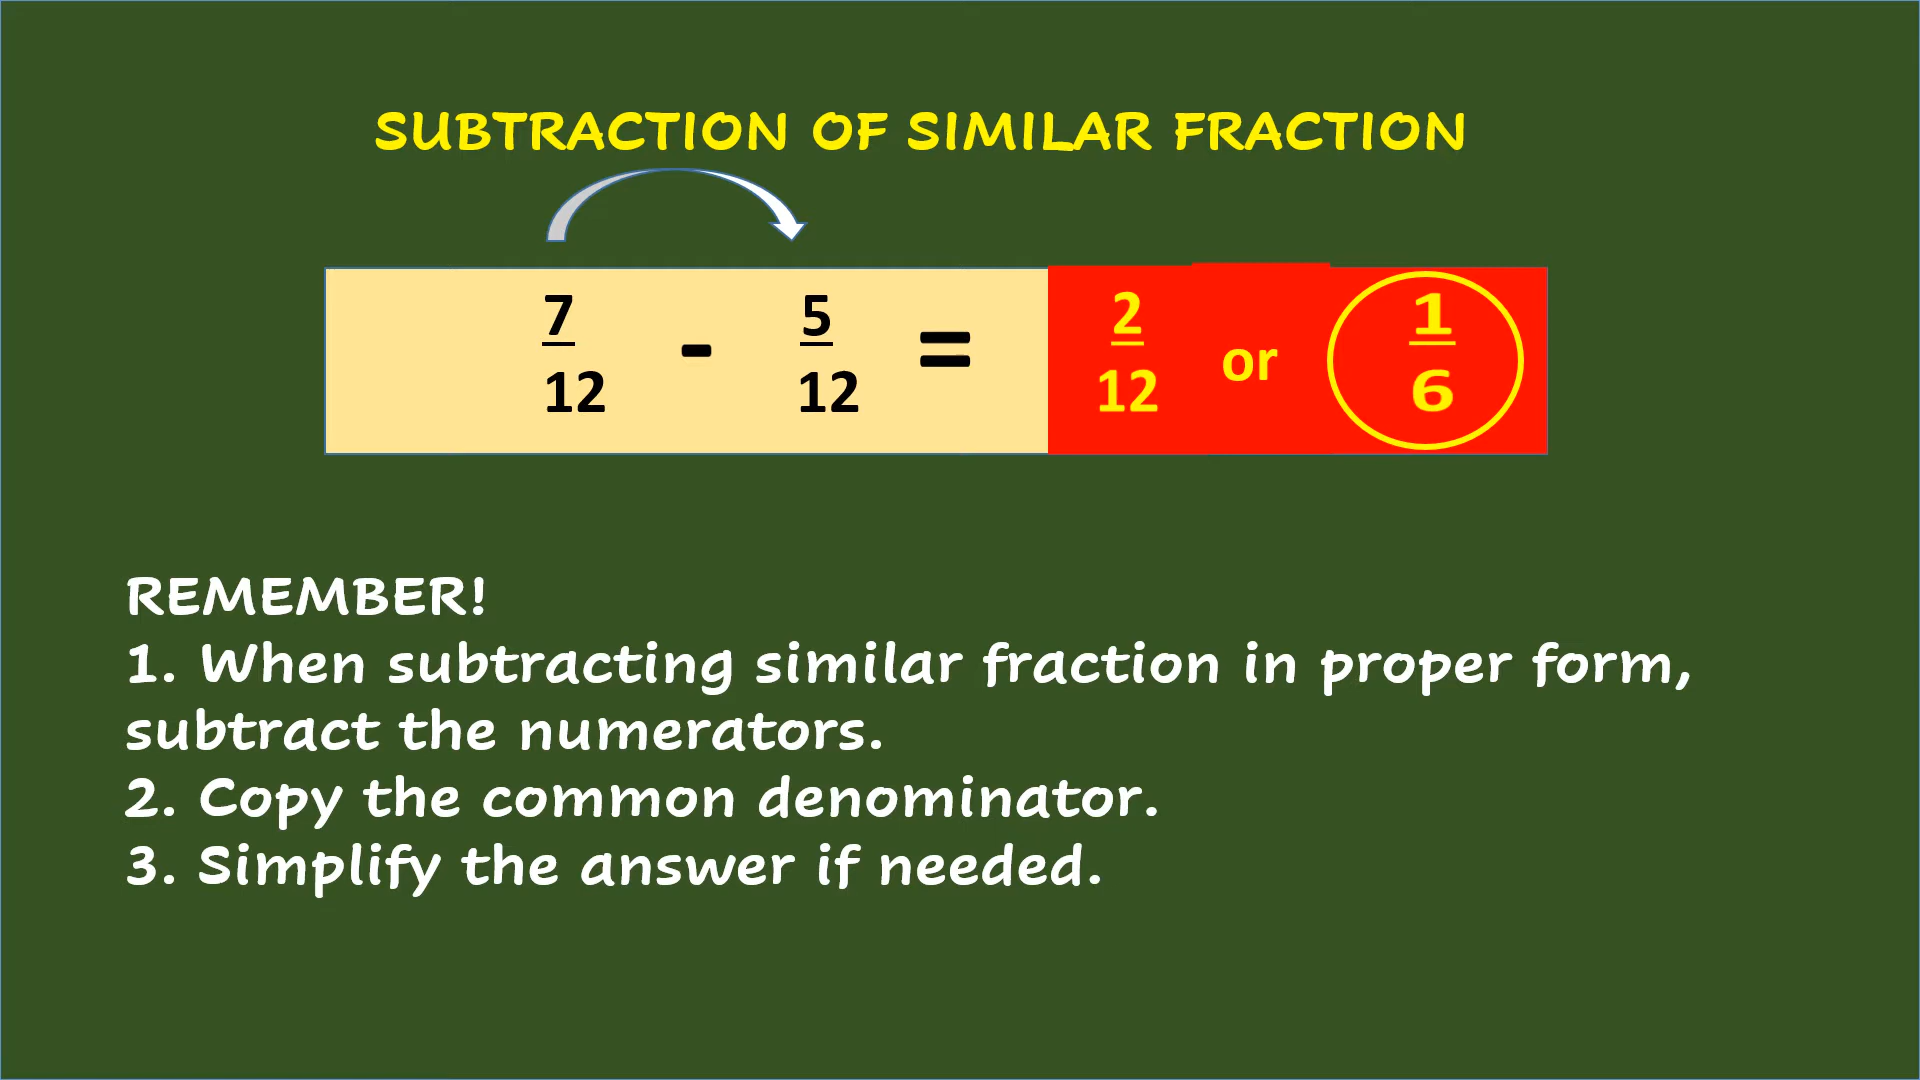 SUBTRACTION OF SIMILAR FRACTION
7 5 2 1
- = or
12 12 12 6
REMEMBER!
1. When subtracting similar fraction in proper form,
subtract the numerators.
2. Copy the common denominator.
3. Simplify the answer if needed.